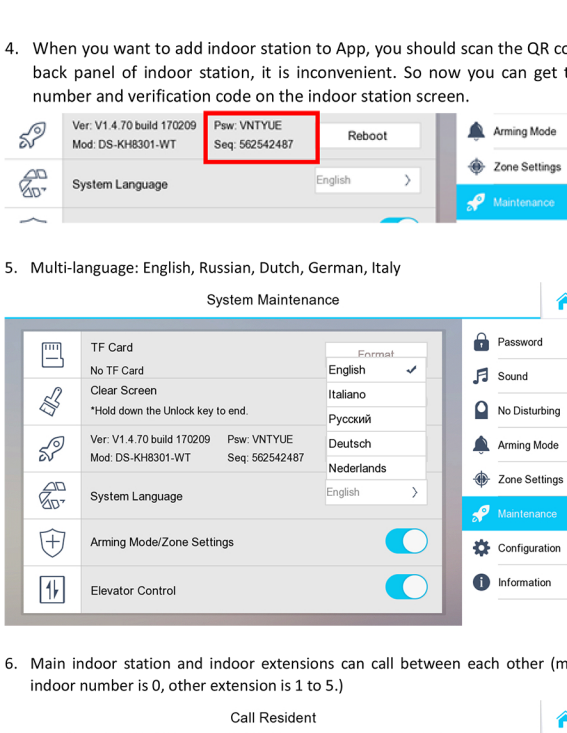 4. When you want to add indoor station to App, you should scan the QR
back panel of indoor station, it is inconvenient. So now you can get
number and verification code on the indoor station screen.
Ver: V1.4.70 build 170209 Psw: VNTYUE
Mod: DS-KH8301-WT Seq: 562542487
Reboot
System Language
English
Arming Mode
Zone Settings
Maintenance
5. Multi-language: English, Russian, Dutch, German, Italy
System Maintenance
TF Card
No TF Card
Format
Clear Screen
*Hold down the Unlock key to end.
Ver: V1.4.70 build 170209 Psw: VNTYUE
Mod: DS-KH8301-WT Seq: 562542487
English
Italiano
Русский
Deutsch
Nederlands
System Language
English
Arming Mode/Zone Settings
Elevator Control
Password
Sound
No Disturbing
Arming Mode
Zone Settings
Maintenance
Configuration
Information
6. Main indoor station and indoor extensions can call between each other
indoor number is 0, other extension is 1 to 5.)
Call Resident